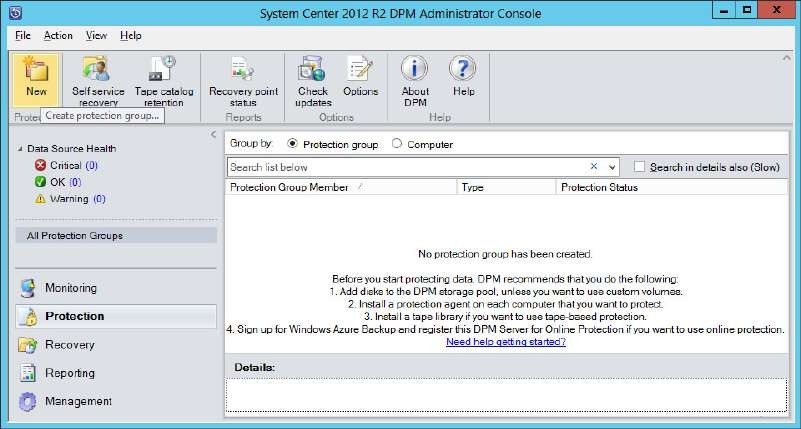 System Center 2012 R2 DPM Administrator Console
File Action View Help
New
Self service recovery
Tape catalog retention
Recovery point status
Check updates
Options
About DPM
Help
Create protection group...
Reports
Options
Help
Data Source Health
Critical (0)
OK (0)
Warning (0)
All Protection Groups
Monitoring
Protection
Recovery
Reporting
Management
Group by: Protection group Computer
Search list below
Search in details also (Slow)
Protection Group Member Type Protection Status
No protection group has been created.
Before you start protecting data. DPM recommends that you do the following:
1. Add disks to the DPM storage pool, unless you want to use custom volumes.
2. Install a protection agent on each computer that you want to protect.
3. Install a tape library if you want to use tape-based protection.
4. Sign up for Windows Azure Backup and register this DPM Server for Online Protection if you want to use online protection.
Need help getting started?
Details: